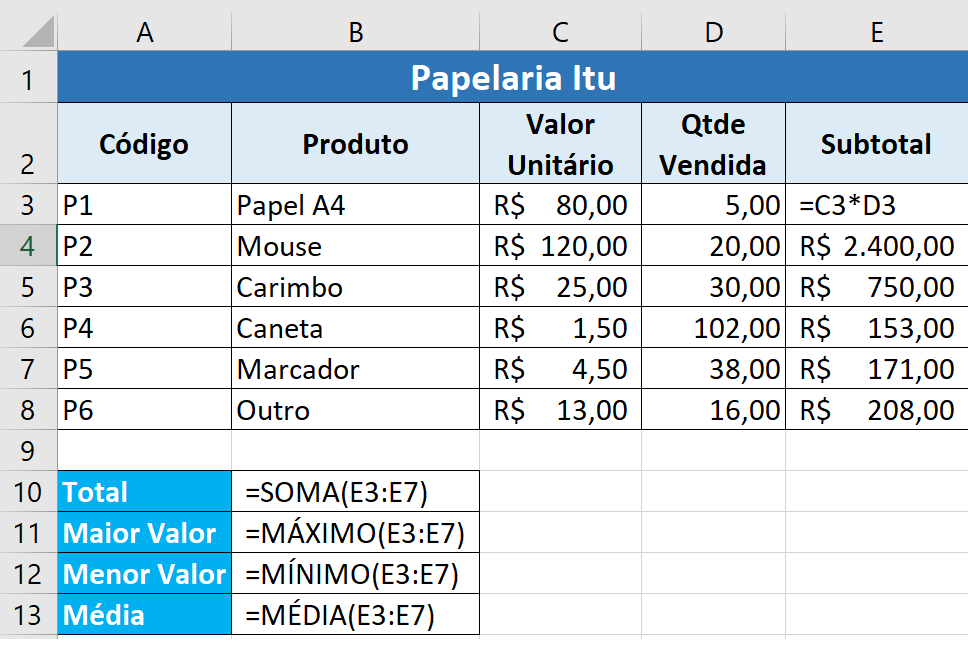 A B C D E
1 Papelaria Itu
2 Código Produto Valor Unitário Qtde Vendida Subtotal
3 P1 Papel A4 R$ 80,00 5,00 =C3*D3
4 P2 Mouse R$ 120,00 20,00 R$ 2.400,00
5 P3 Carimbo R$ 25,00 30,00 R$ 750,00
6 P4 Caneta R$ 1,50 102,00 R$ 153,00
7 P5 Marcador R$ 4,50 38,00 R$ 171,00
8 P6 Outro R$ 13,00 16,00 R$ 208,00
9
10 Total =SOMA(E3:E7)
11 Maior Valor =MÁXIMO(E3:E7)
12 Menor Valor =MÍNIMO(E3:E7)
13 Média =MÉDIA(E3:E7)